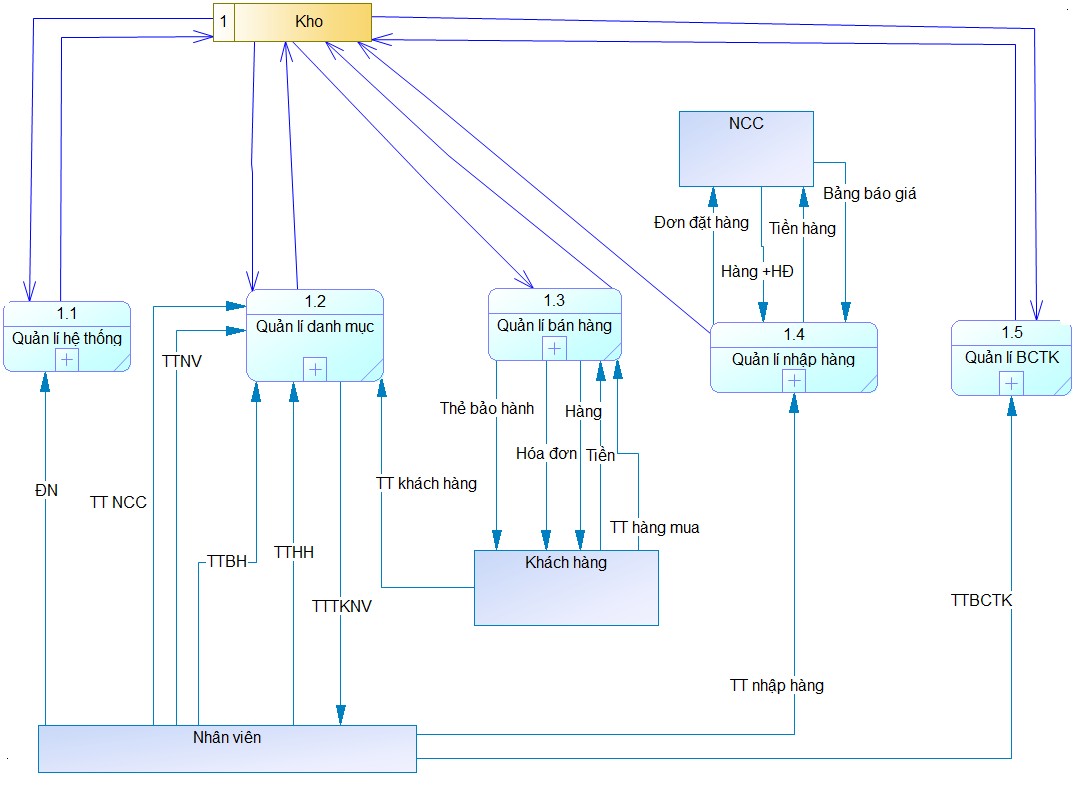 1 Kho
NCC
Bảng báo giá
Đơn đặt hàng
Tiền hàng
Hàng +HĐ
1.1
Quản lí hệ thống
1.2
Quản lí danh mục
1.3
Quản lí bán hàng
1.4
Quản lí nhập hàng
1.5
Quản lí BCTK
TTNV
Thẻ bảo hành
Hàng
Hóa đơn
Tiền
TT khách hàng
ĐN
TT NCC
TT hàng mua
TTHH
TTBH
Khách hàng
TTTKNV
TTBCTK
TT nhập hàng
Nhân viên